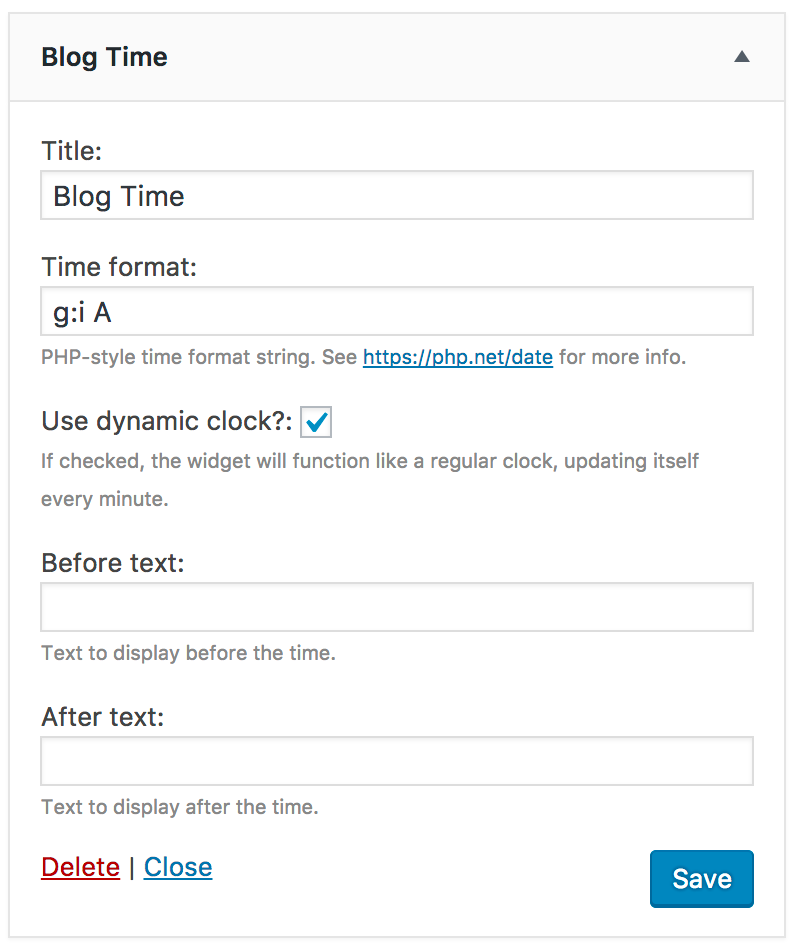 Blog Time
Title:
Blog Time
Time format:
g:i A
PHP-style time format string. See https://php.net/date for more info.
Use dynamic clock?:
If checked, the widget will function like a regular clock, updating itself
every minute.
Before text:
Text to display before the time.
After text:
Text to display after the time.
Delete | Close
Save